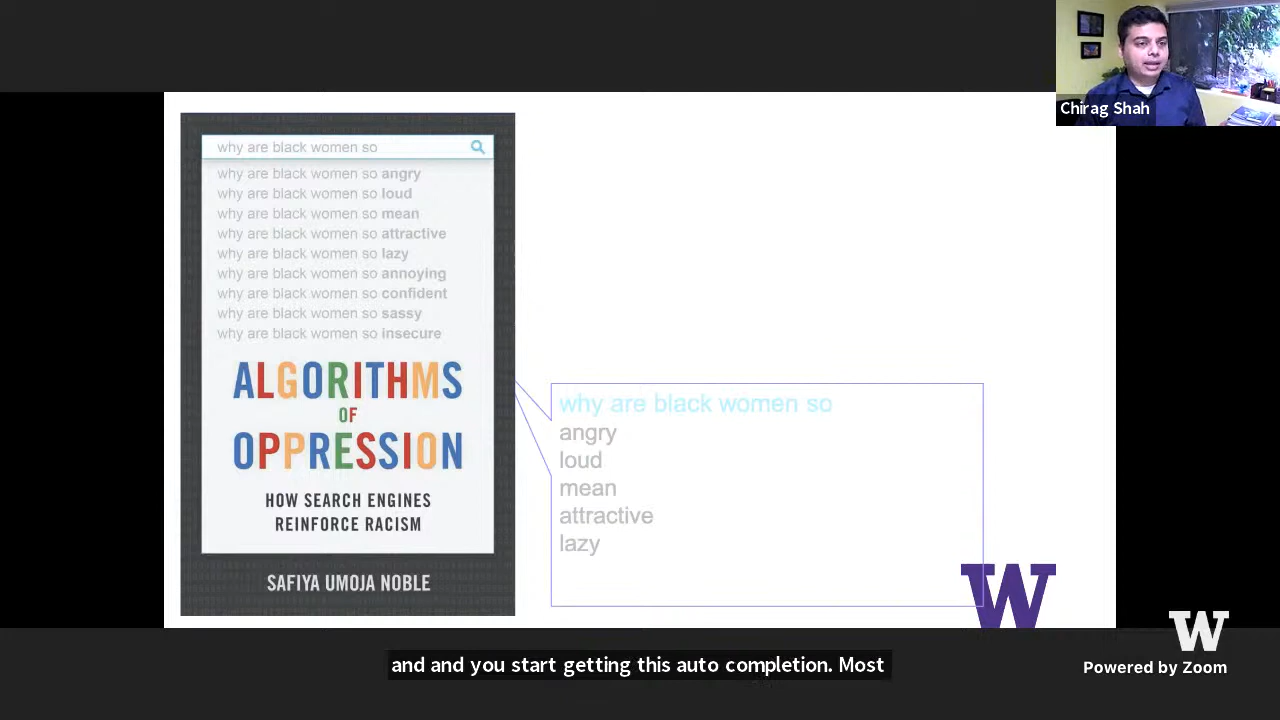 Chirag Shah
why are black women so
why are black women so angry
why are black women so loud
why are black women so mean
why are black women so attractive
why are black women so lazy
why are black women so annoying
why are black women so confident
why are black women so sassy
why are black women so insecure
ALGORITHMS
OF
OPPRESSION
HOW SEARCH ENGINES
REINFORCE RACISM
SAFIYA UMOJA NOBLE
why are black women so
angry
loud
mean
attractive
lazy
W
W
Powered by Zoom
and and you start getting this auto completion. Most